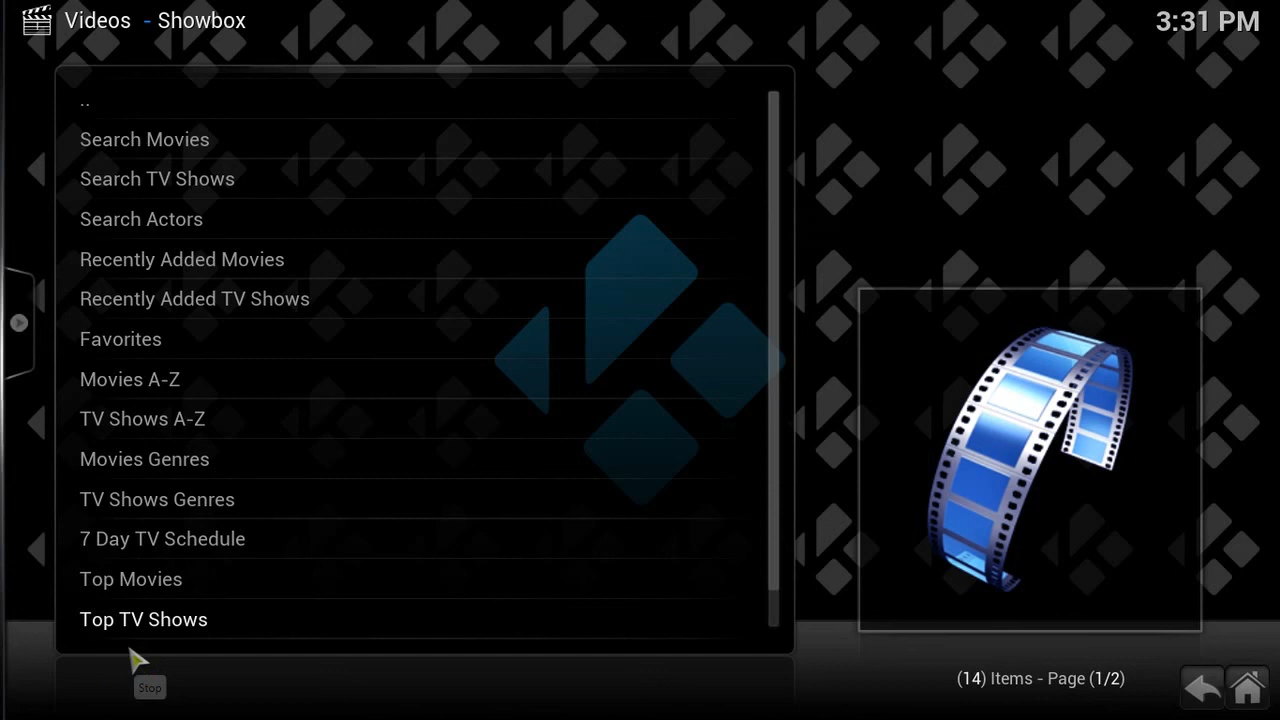 Videos - Showbox
3:31 PM
..
Search Movies
Search TV Shows
Search Actors
Recently Added Movies
Recently Added TV Shows
Favorites
Movies A-Z
TV Shows A-Z
Movies Genres
TV Shows Genres
7 Day TV Schedule
Top Movies
Top TV Shows
Stop
(14) Items - Page (1/2)